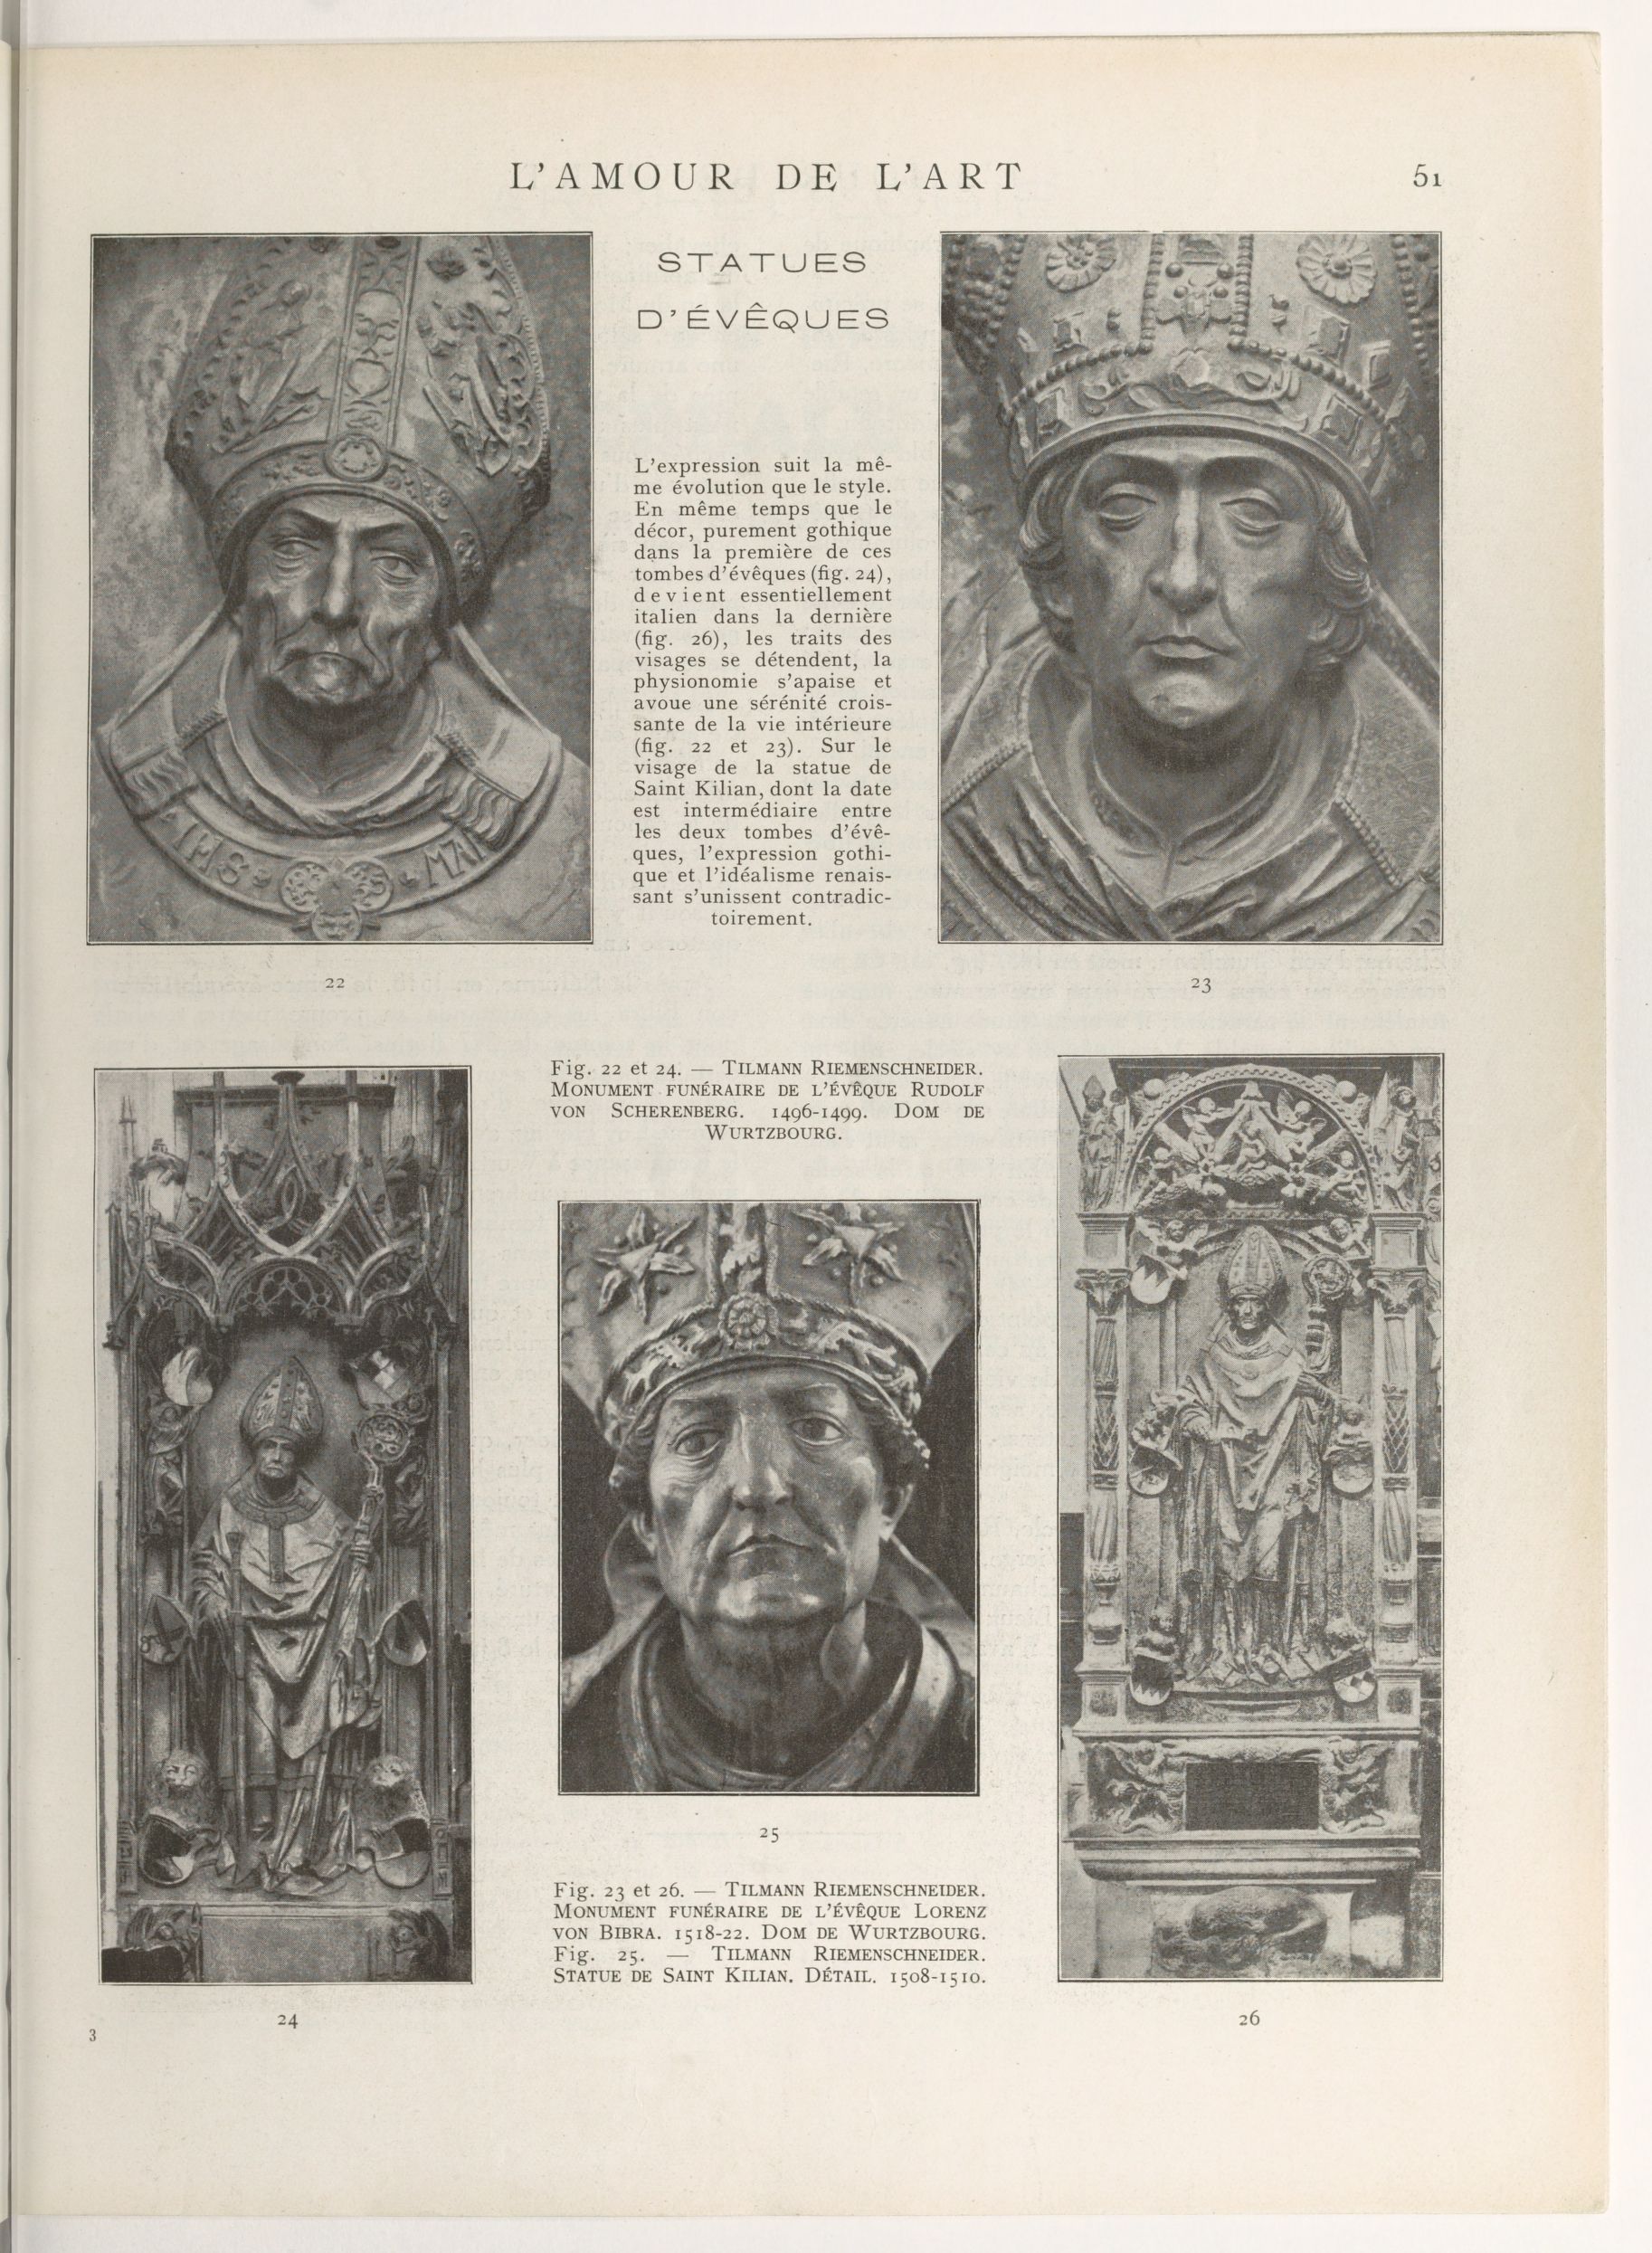 L'AMOUR DE L'ART
51
STATUES
D'ÉVÊQUES
L'expression suit la mê-
me évolution que le style.
En même temps que le
décor, purement gothique
dans la première de ces
tombes d'évêques (fig. 24),
devient essentiellement
italien dans la dernière
(fig. 26), les traits des
visages se détendent, la
physionomie s'apaise et
avoue une sérénité crois-
sante de la vie intérieure
(fig. 22 et 23). Sur le
visage de la statue de
Saint Kilian, dont la date
est intermédiaire entre
les deux tombes d'évê-
ques, l'expression gothi-
que et l'idéalisme renais-
sant s'unissent contradic-
toirement.
IHS MA
22
23
Fig. 22 et 24. — TILMANN RIEMENSCHNEIDER.
MONUMENT FUNÉRAIRE DE L'ÉVÊQUE RUDOLF
VON SCHERENBERG. 1496-1499. DOM DE
WURTZBOURG.
25
Fig. 23 et 26. — TILMANN RIEMENSCHNEIDER.
MONUMENT FUNÉRAIRE DE L'ÉVÊQUE LORENZ
VON BIBRA. 1518-22. DOM DE WURTZBOURG.
Fig. 25. — TILMANN RIEMENSCHNEIDER.
STATUE DE SAINT KILIAN. DÉTAIL. 1508-1510.
24
26
3